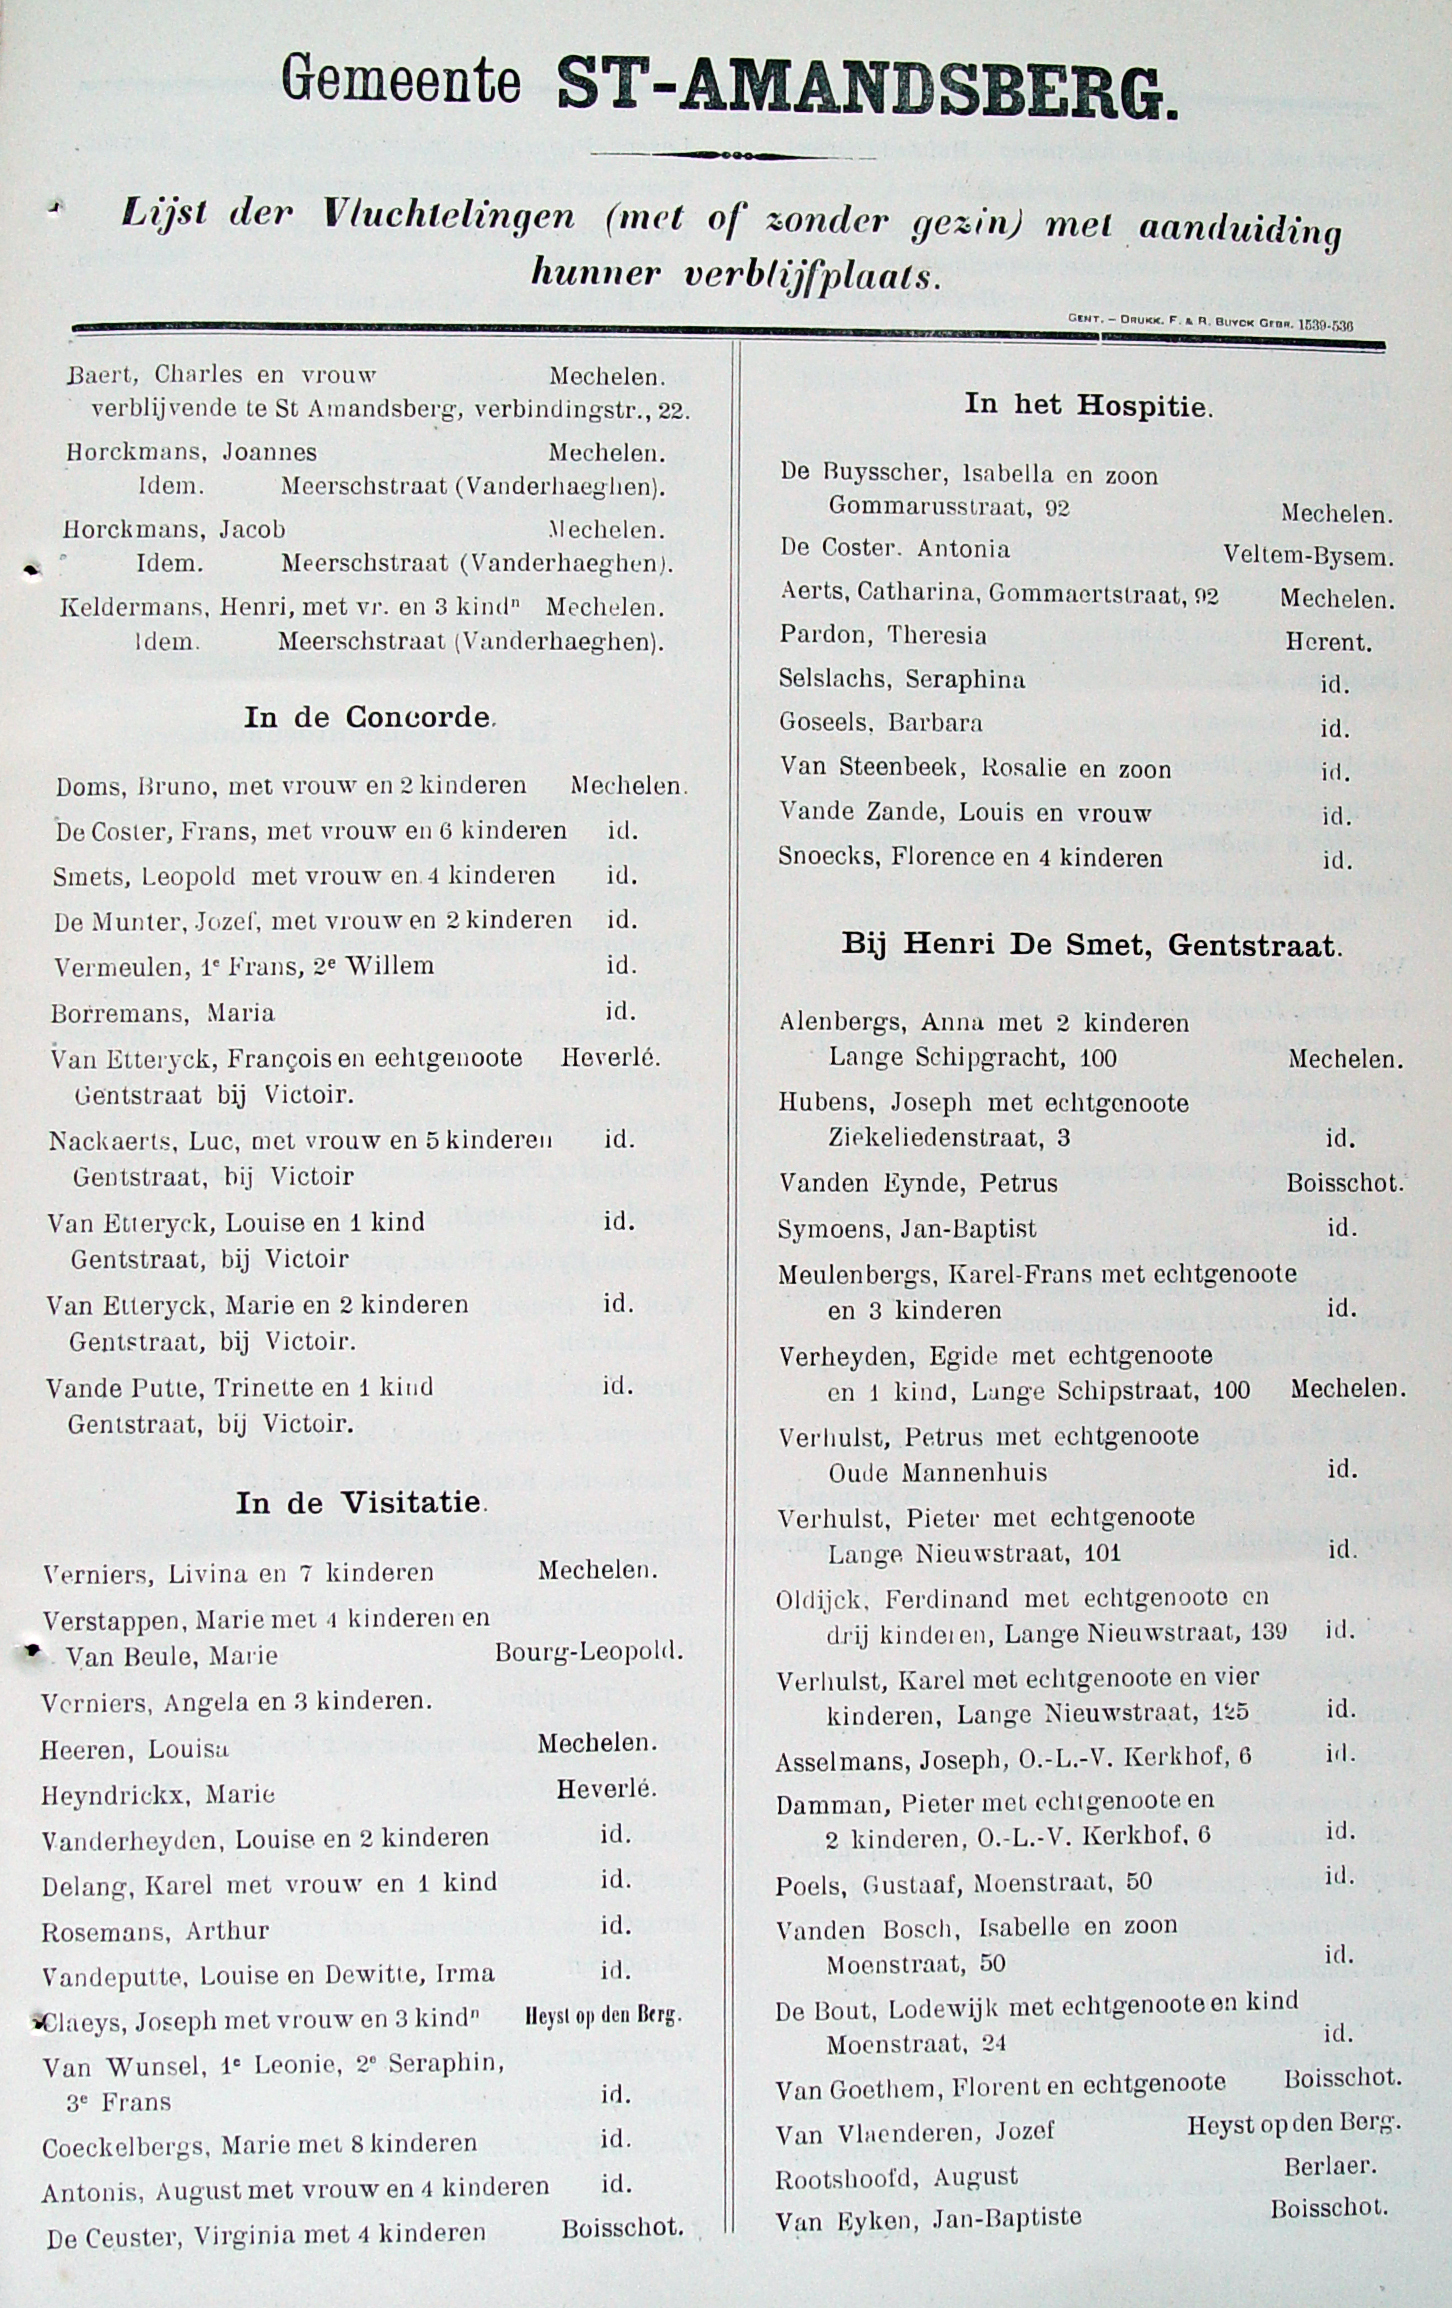 Gemeente ST-AMANDSBERG.
Lijst der Vluchtelingen (met of zonder gezin) met aanduiding
hunner verblijfplaats.
GENT. – DRUKK. F. & R. BUYCK GEBR. 1539-536
Baert, Charles en vrouw Mechelen.
verblijvende te St Amandsberg, verbindingstr., 22.
Horckmans, Joannes Mechelen.
Idem. Meerschstraat (Vanderhaeghen).
Horckmans, Jacob Mechelen.
Idem. Meerschstraat (Vanderhaeghen).
Keldermans, Henri, met vr. en 3 kindⁿ Mechelen.
Idem. Meerschstraat (Vanderhaeghen).
In de Concorde.
Doms, Bruno, met vrouw en 2 kinderen Mechelen.
De Coster, Frans, met vrouw en 6 kinderen id.
Smets, Leopold met vrouw en 4 kinderen id.
De Munter, Jozef, met vrouw en 2 kinderen id.
Vermeulen, 1ᵉ Frans, 2ᵉ Willem id.
Borremans, Maria id.
Van Etteryck, François en echtgenoote Heverlé.
Gentstraat bij Victoir.
Nackaerts, Luc, met vrouw en 5 kinderen id.
Gentstraat, bij Victoir
Van Etteryck, Louise en 1 kind id.
Gentstraat, bij Victoir
Van Etteryck, Marie en 2 kinderen id.
Gentstraat, bij Victoir.
Vande Putte, Trinette en 1 kind id.
Gentstraat, bij Victoir.
In de Visitatie.
Verniers, Livina en 7 kinderen Mechelen.
Verstappen, Marie met 4 kinderen en
Van Beule, Marie Bourg-Leopold.
Verniers, Angela en 3 kinderen.
Heeren, Louisa Mechelen.
Heyndrickx, Marie Heverlé.
Vanderheyden, Louise en 2 kinderen id.
Delang, Karel met vrouw en 1 kind id.
Rosemans, Arthur id.
Vandeputte, Louise en Dewitte, Irma id.
Claeys, Joseph met vrouw en 3 kindⁿ Heyst op den Berg.
Van Wunsel, 1ᵉ Leonie, 2ᵉ Seraphin,
3ᵉ Frans id.
Coeckelbergs, Marie met 8 kinderen id.
Antonis, August met vrouw en 4 kinderen id.
De Ceuster, Virginia met 4 kinderen Boisschot.
In het Hospitie.
De Buysscher, Isabella en zoon
Gommarusstraat, 92 Mechelen.
De Coster. Antonia Veltem-Bysem.
Aerts, Catharina, Gommaertstraat, 92 Mechelen.
Pardon, Theresia Herent.
Selslachs, Seraphina id.
Goseels, Barbara id.
Van Steenbeek, Rosalie en zoon id.
Vande Zande, Louis en vrouw id.
Snoecks, Florence en 4 kinderen id.
Bij Henri De Smet, Gentstraat.
Alenbergs, Anna met 2 kinderen
Lange Schipgracht, 100 Mechelen.
Hubens, Joseph met echtgenoote
Ziekeliedenstraat, 3 id.
Vanden Eynde, Petrus Boisschot.
Symoens, Jan-Baptist id.
Meulenbergs, Karel-Frans met echtgenoote
en 3 kinderen id.
Verheyden, Egide met echtgenoote
en 1 kind, Lange Schipstraat, 100 Mechelen.
Verhulst, Petrus met echtgenoote
Oude Mannenhuis id.
Verhulst, Pieter met echtgenoote
Lange Nieuwstraat, 101 id.
Oldijck, Ferdinand met echtgenoote en
drij kinderen, Lange Nieuwstraat, 139 id.
Verhulst, Karel met echtgenoote en vier
kinderen, Lange Nieuwstraat, 125 id.
Asselmans, Joseph, O.-L.-V. Kerkhof, 6 id.
Damman, Pieter met echtgenoote en
2 kinderen, O.-L.-V. Kerkhof, 6 id.
Poels, Gustaaf, Moenstraat, 50 id.
Vanden Bosch, Isabelle en zoon
Moenstraat, 50 id.
De Bout, Lodewijk met echtgenoote en kind
Moenstraat, 24 id.
Van Goethem, Florent en echtgenoote Boisschot.
Van Vlaenderen, Jozef Heyst op den Berg.
Rootshoofd, August Berlaer.
Van Eyken, Jan-Baptiste Boisschot.